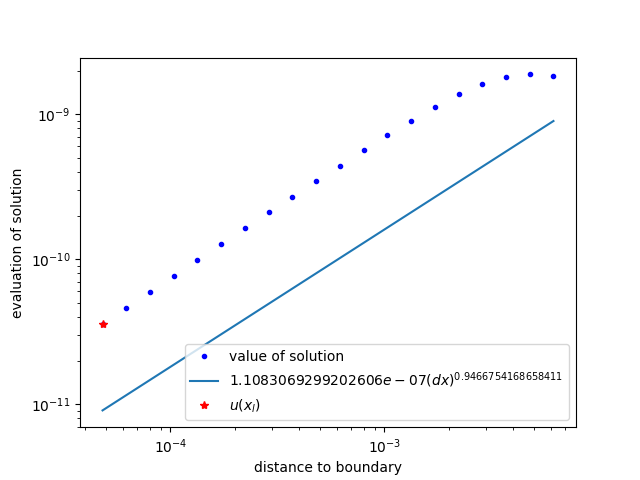 10⁻⁹
10⁻¹⁰
10⁻¹¹
evaluation of solution
value of solution
1.1083069299202606e − 07(dx)^0.9466754168658411
u(x_l)
10⁻⁴
10⁻³
distance to boundary